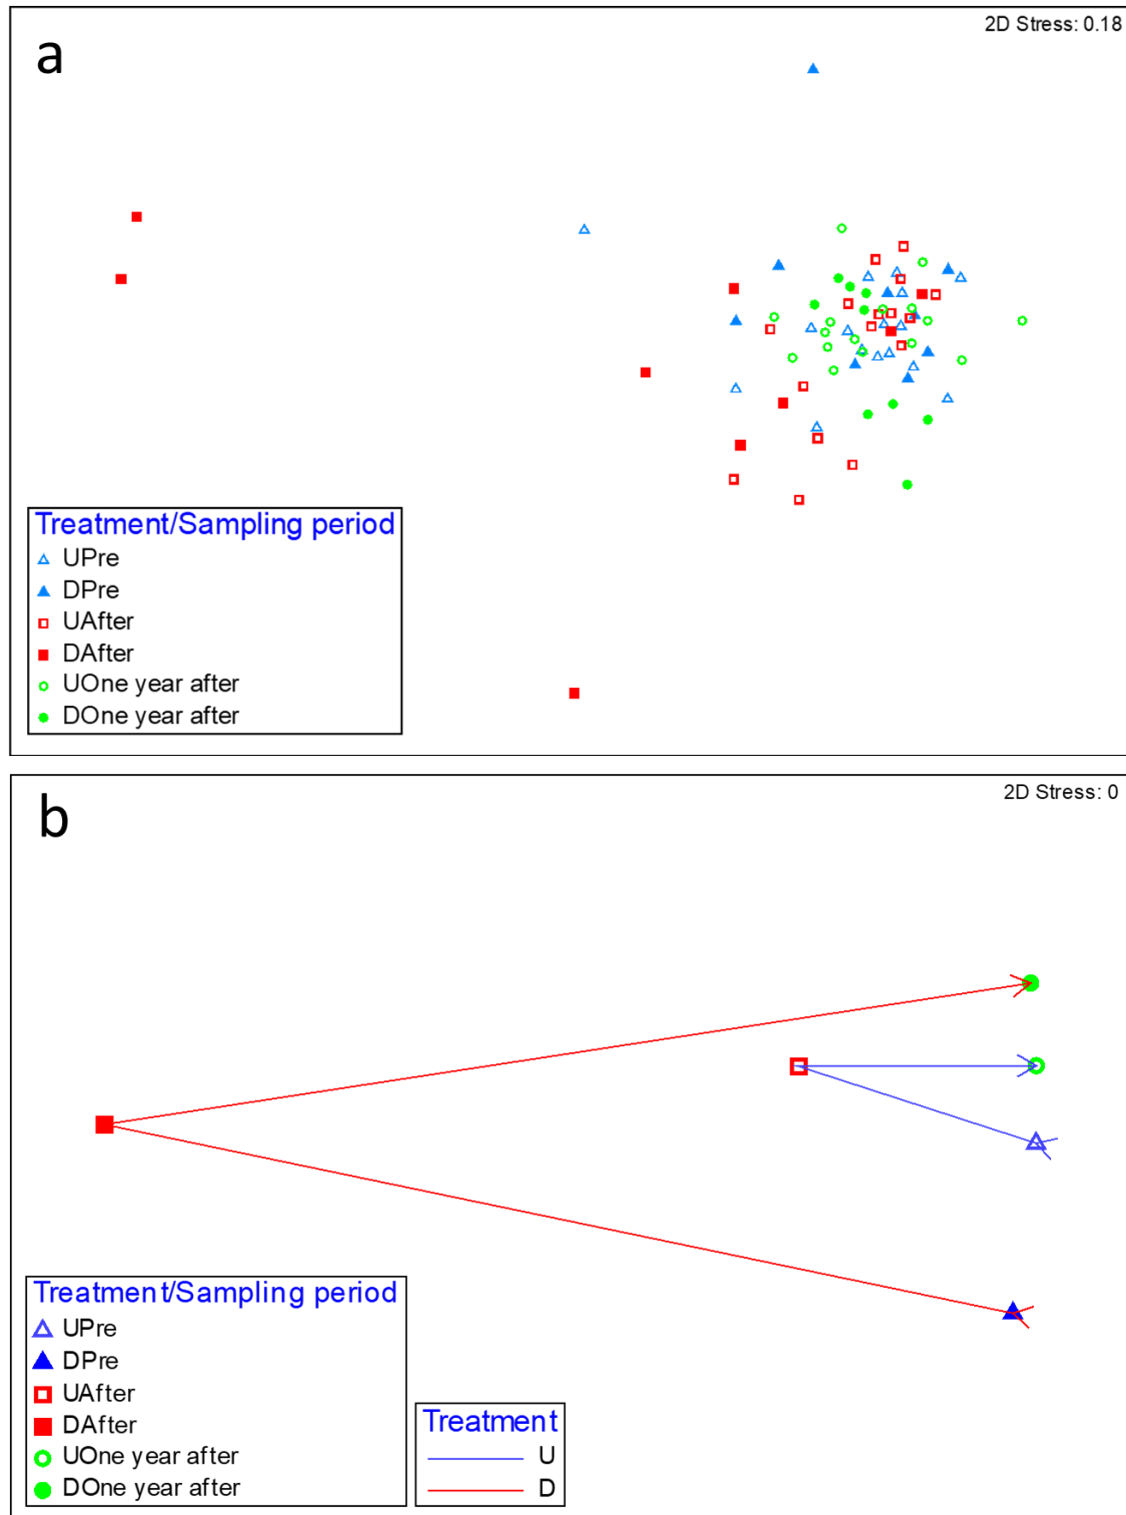 2D Stress: 0.18
a
Treatment/Sampling period
UPre
DPre
UAfter
DAfter
UOne year after
DOne year after
2D Stress: 0
b
Treatment/Sampling period
UPre
DPre
UAfter
DAfter
UOne year after
DOne year after
Treatment
U
D